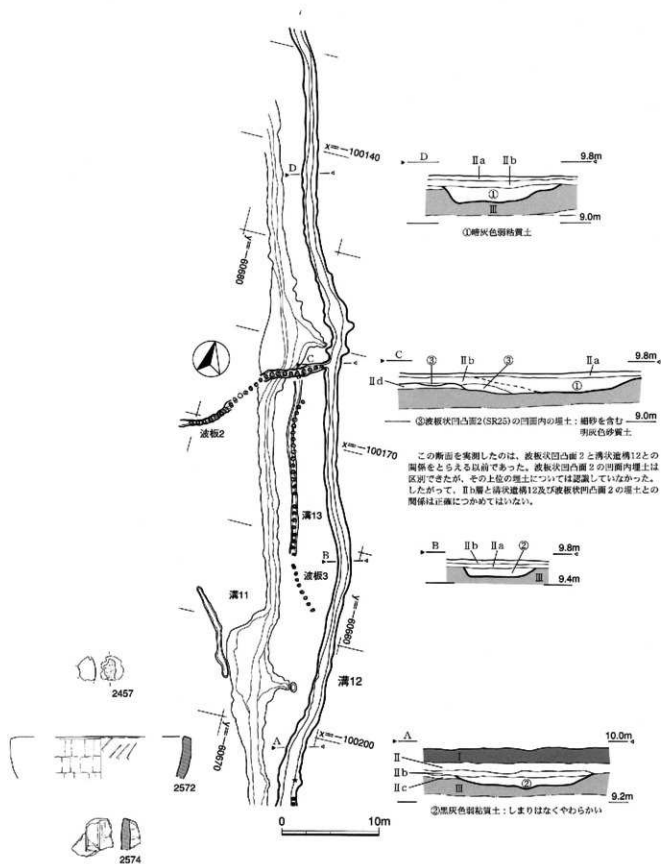 x=-100140
D
y=-60680
C
波板2
x=-100170
溝13
B
波板3
溝11
y=-60660
溝12
2457
x=-100200
A
y=-60670
2572
2574
0 10m
D Ⅱa Ⅱb 9.8m
①
Ⅲ
9.0m
①暗灰色弱粘質土
C ③ Ⅱb ③ Ⅱa 9.8m
Ⅱd
①
9.0m
③波板状凹凸面2(SR25)の凹面内の埋土:細砂を含む
明灰色砂質土
この断面を実測したのは、波板状凹凸面2と溝状遺構12との
関係をとらえる以前であった。波板状凹凸面2の凹面内埋土は
区別できたが、その上位の埋土については認識していなかった。
したがって、Ⅱb層と溝状遺構12及び波板状凹凸面2の埋土との
関係は正確につかめてはいない。
B Ⅱb Ⅱa ② 9.8m
Ⅲ
9.4m
A 10.0m
Ⅰ
Ⅱ
Ⅱb
Ⅱc
②
Ⅲ
9.2m
②黒灰色弱粘質土:しまりはなくやわらかい